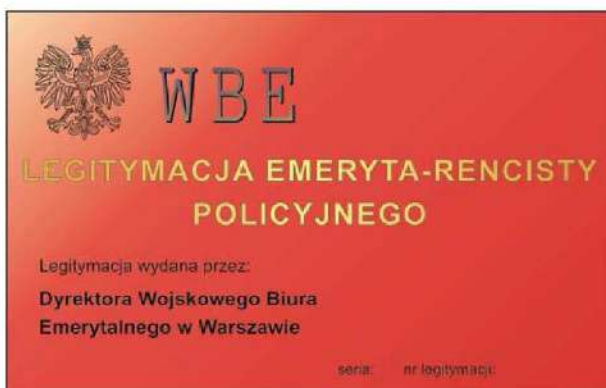 WBE
LEGITYMACJA EMERYTA-RENCISTY
POLICYJNEGO
Legitymacja wydana przez:
Dyrektora Wojskowego Biura
Emerytalnego w Warszawie
seria: nr legitymacji: